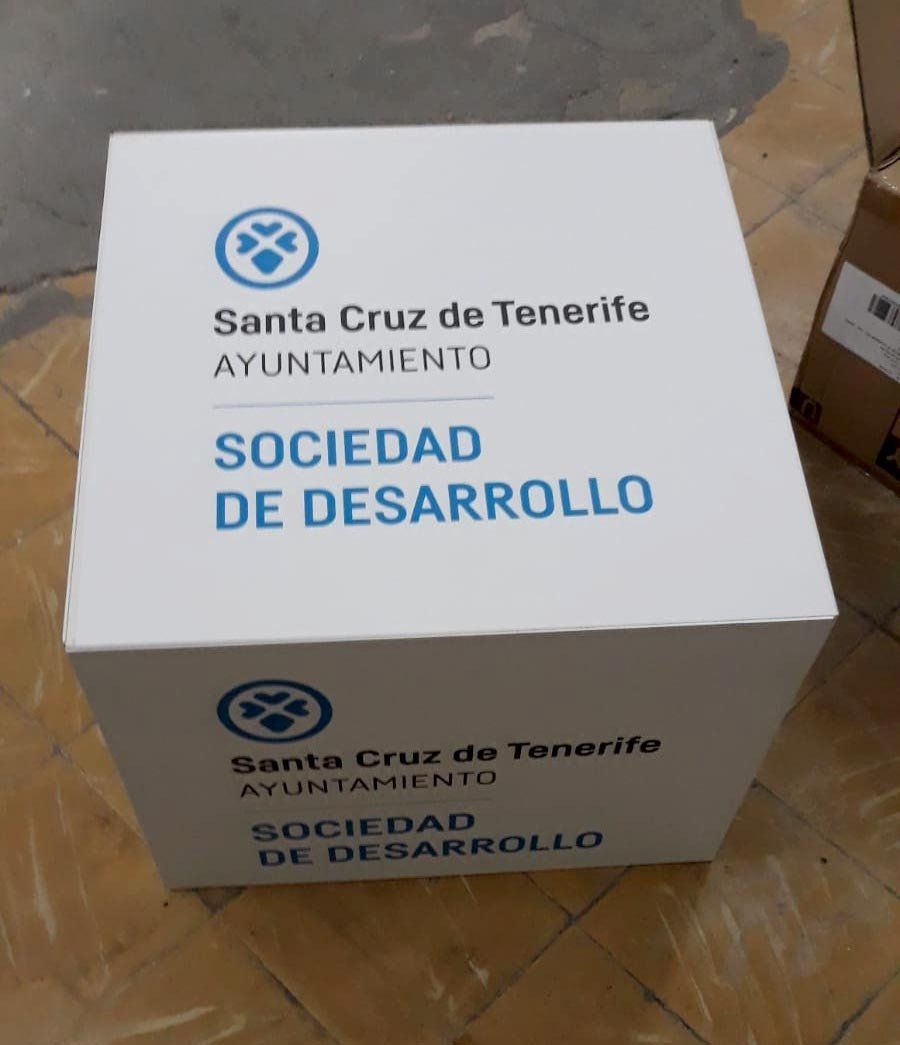 Santa Cruz de Tenerife
AYUNTAMIENTO
SOCIEDAD
DE DESARROLLO
Santa Cruz de Tenerife
AYUNTAMIENTO
SOCIEDAD
DE DESARROLLO